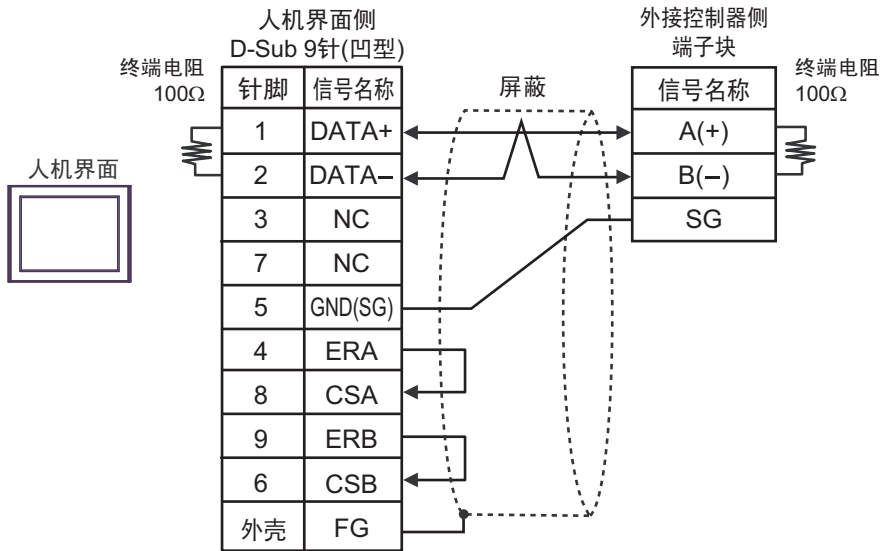 人机界面侧
D-Sub 9针(凹型)
外接控制器侧
端子块
终端电阻
100Ω
针脚 信号名称
屏蔽
信号名称
终端电阻
100Ω
1 DATA+
A(+)
2 DATA−
B(−)
人机界面
3 NC
SG
7 NC
5 GND(SG)
4 ERA
8 CSA
9 ERB
6 CSB
外壳 FG